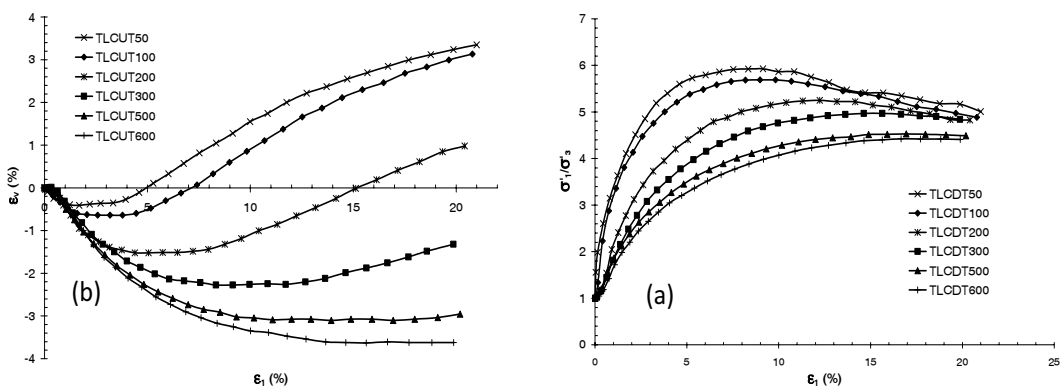 4
3
2
1
0
-1
-2
-3
-4
εv (%)
TLCUT50
TLCUT100
TLCUT200
TLCUT300
TLCUT500
TLCUT600
0
5
10
15
20
ε1 (%)
(b)
6
5
4
3
2
1
0
σ'1/σ'3
TLCDT50
TLCDT100
TLCDT200
TLCDT300
TLCDT500
TLCDT600
0
5
10
15
20
25
ε1 (%)
(a)